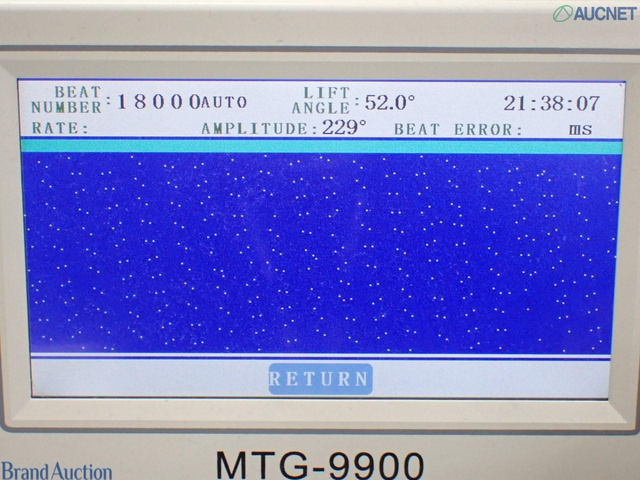 AUCNET
BEAT NUMBER: 18000AUTO LIFT ANGLE: 52.0° 21:38:07
RATE: AMPLITUDE: 229° BEAT ERROR: ms
RETURN
Brand Auction MTG-9900